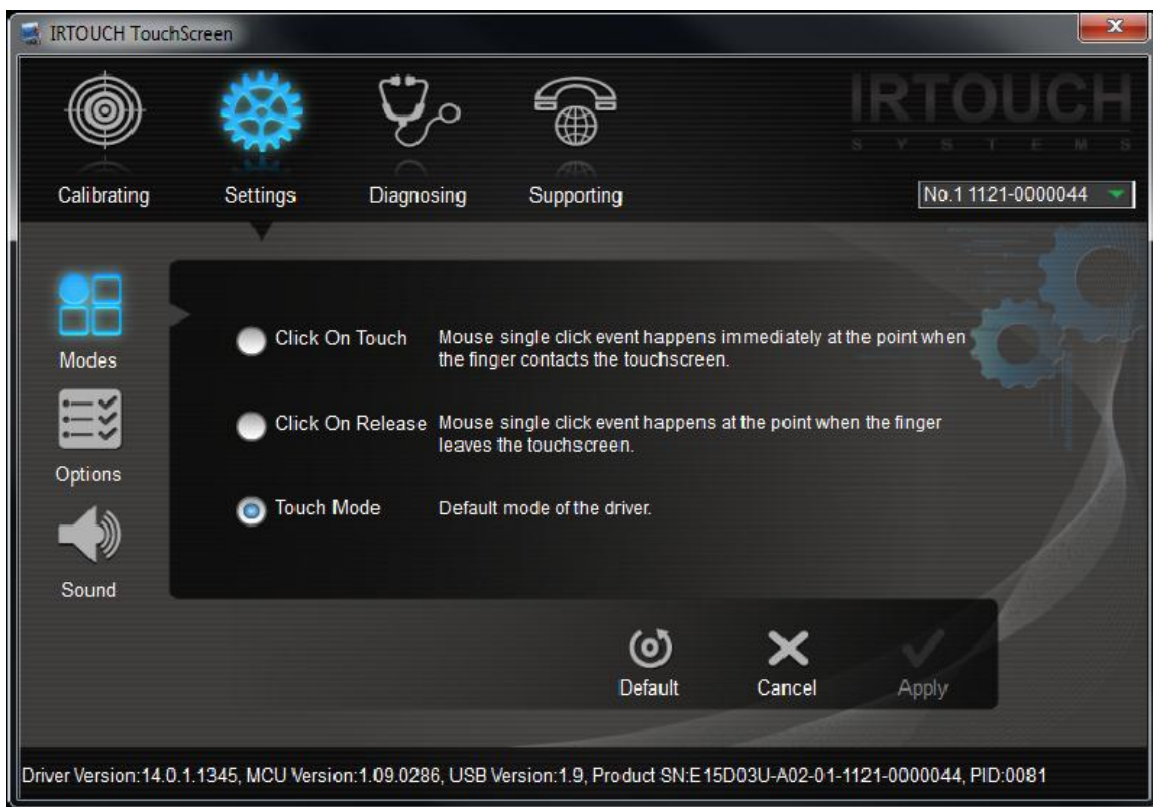 IRTOUCH TouchScreen
IRTOUCH
SYSTEMS
Calibrating
Settings
Diagnosing
Supporting
No.1 1121-0000044
Modes
Options
Sound
Click On Touch
Mouse single click event happens immediately at the point when
the finger contacts the touchscreen.
Click On Release
Mouse single click event happens at the point when the finger
leaves the touchscreen.
Touch Mode
Default mode of the driver.
Default
Cancel
Apply
Driver Version:14.0.1.1345, MCU Version:1.09.0286, USB Version:1.9, Product SN:E15D03U-A02-01-1121-0000044, PID:0081